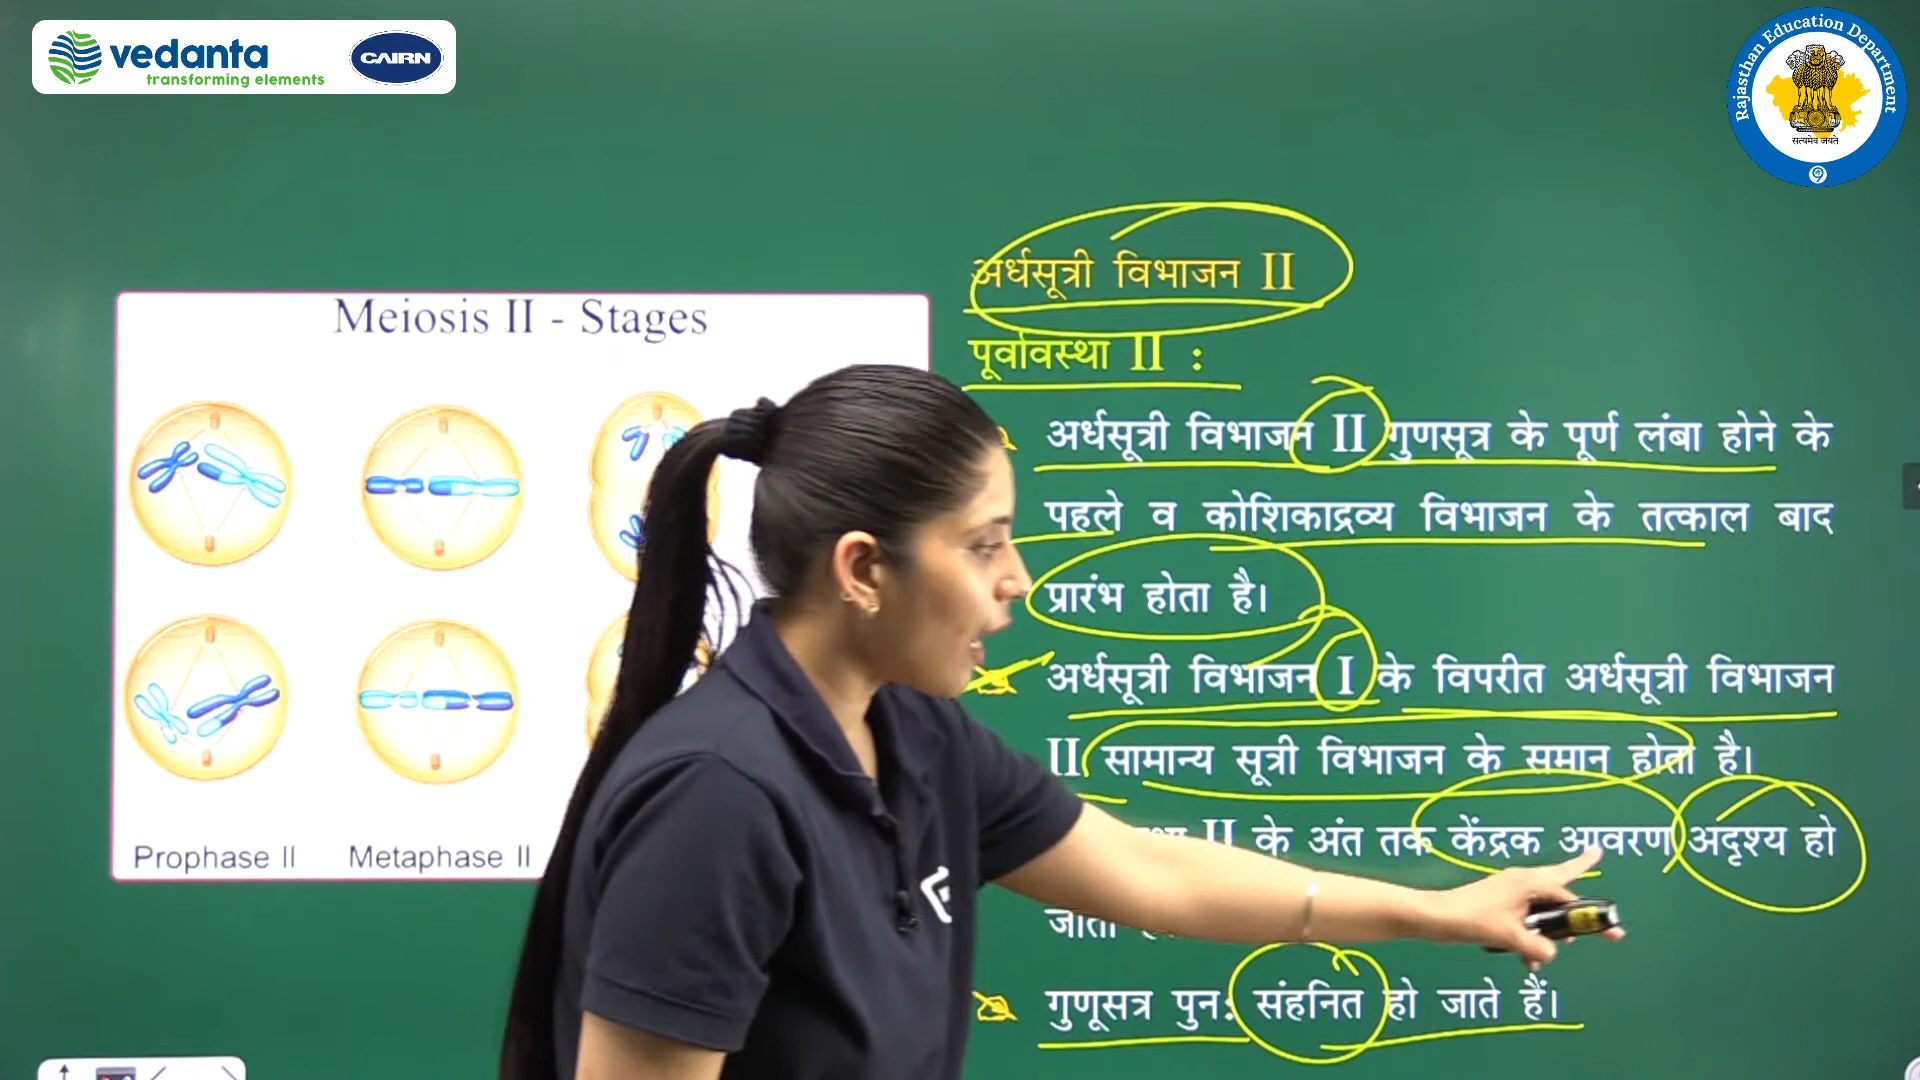 vedanta
transforming elements
CAIRN
Rajasthan Education Department
सत्यमेव जयते
अर्धसूत्री विभाजन II
Meiosis II - Stages
पूर्वावस्था II :
अर्धसूत्री विभाजन II गुणसूत्र के पूर्ण लंबा होने के
पहले व कोशिकाद्रव्य विभाजन के तत्काल बाद
प्रारंभ होता है।
अर्धसूत्री विभाजन I के विपरीत अर्धसूत्री विभाजन
II सामान्य सूत्री विभाजन के समान होता है।
II के अंत तक केंद्रक आवरण अदृश्य हो
जाता
गुणूसत्र पुन: संहनित हो जाते हैं।
Prophase II
Metaphase II